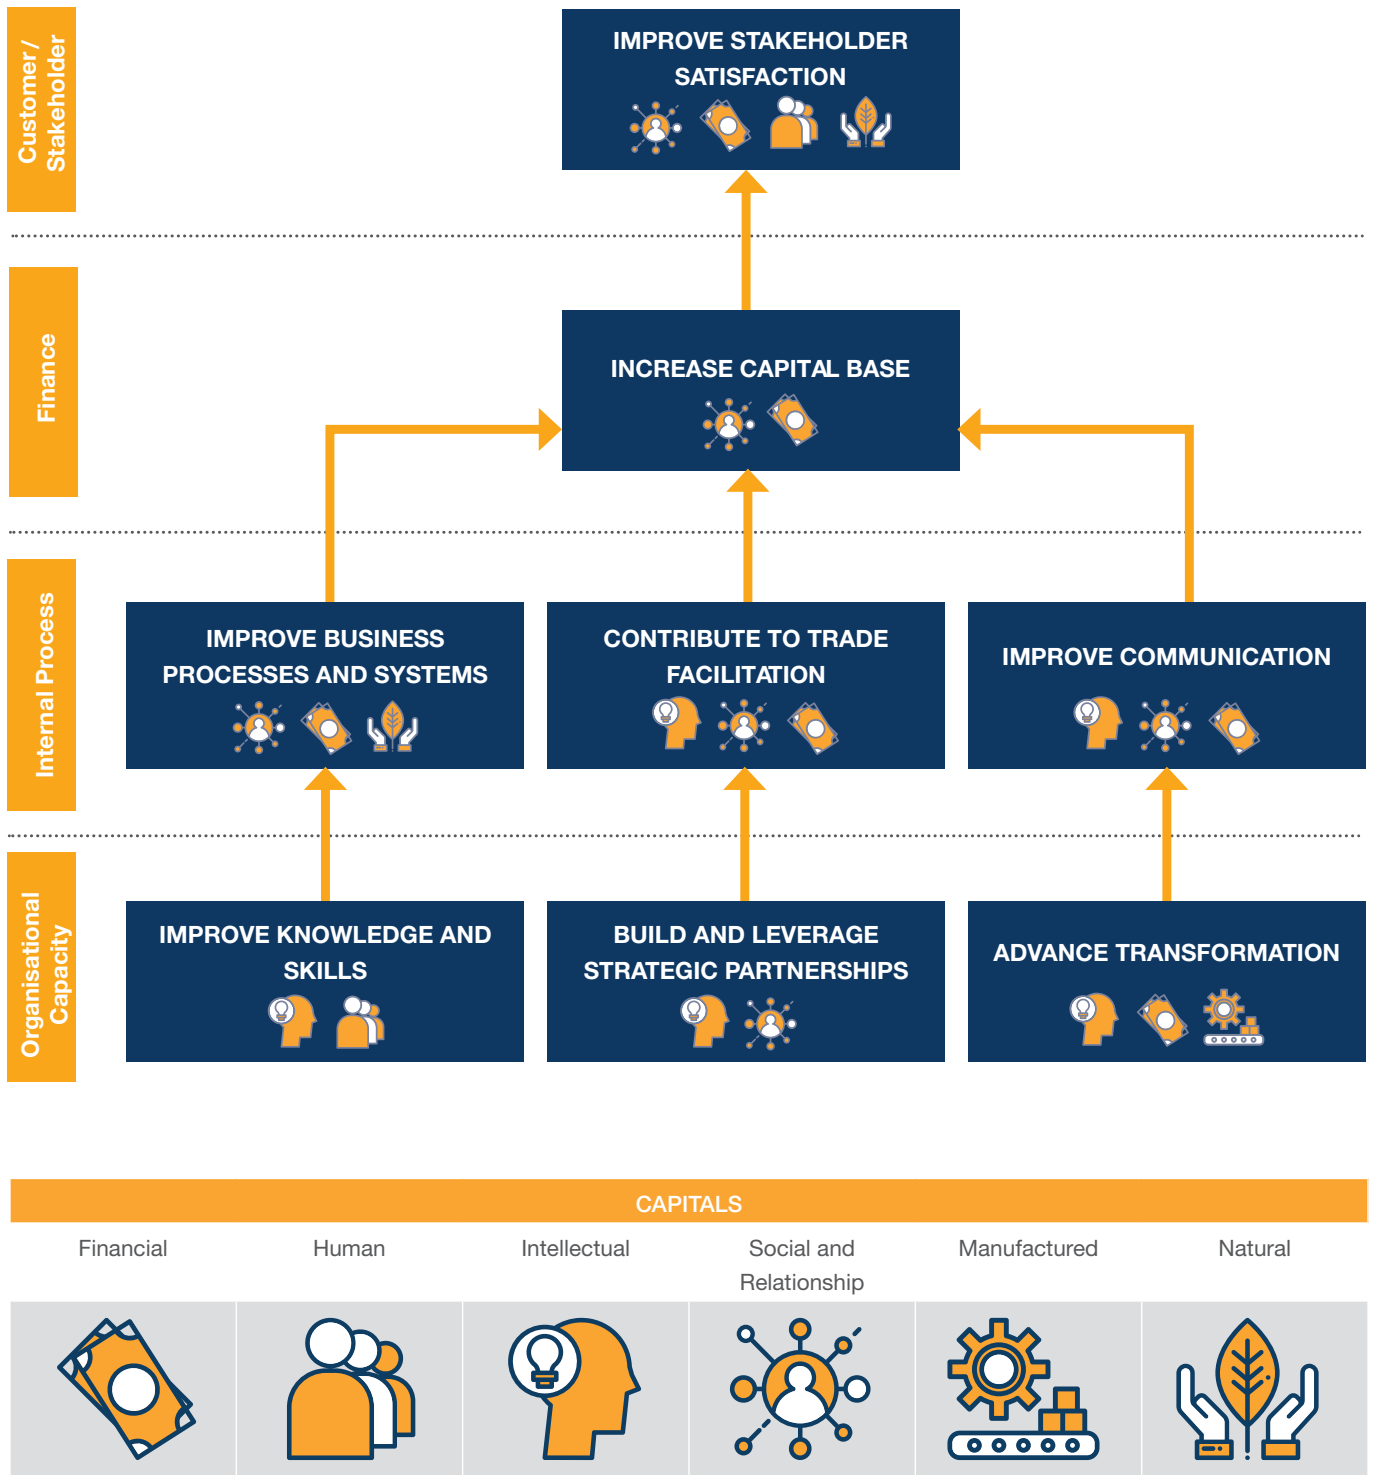 Customer /
Stakeholder
IMPROVE STAKEHOLDER
SATISFACTION
Finance
INCREASE CAPITAL BASE
Internal Process
IMPROVE BUSINESS
PROCESSES AND SYSTEMS
CONTRIBUTE TO TRADE
FACILITATION
IMPROVE COMMUNICATION
Organisational
Capacity
IMPROVE KNOWLEDGE AND
SKILLS
BUILD AND LEVERAGE
STRATEGIC PARTNERSHIPS
ADVANCE TRANSFORMATION
CAPITALS
Financial
Human
Intellectual
Social and
Relationship
Manufactured
Natural